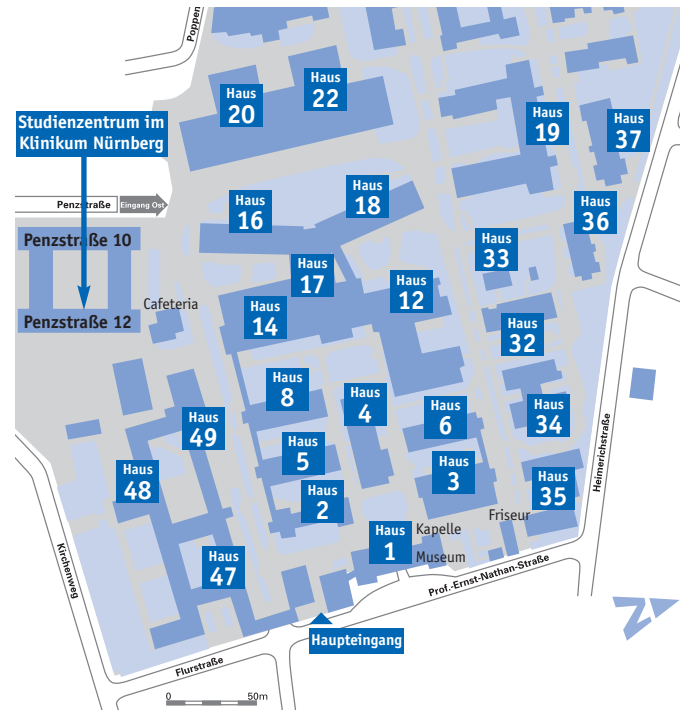 Poppen
Haus
20
Haus
22
Haus
19
Haus
37
Studienzentrum im
Klinikum Nürnberg
Penzstraße
Eingang Ost
Haus
16
Haus
18
Haus
36
Penzstraße 10
Haus
33
Haus
17
Haus
12
Cafeteria
Penzstraße 12
Haus
14
Haus
32
Haus
8
Haus
4
Haus
6
Haus
34
Heimerichstraße
Haus
49
Haus
5
Haus
48
Haus
3
Haus
35
Haus
2
Friseur
Haus
1
Kapelle
Museum
Kirchenweg
Haus
47
Prof.-Ernst-Nathan-Straße
N
Haupteingang
Flurstraße
0
50m